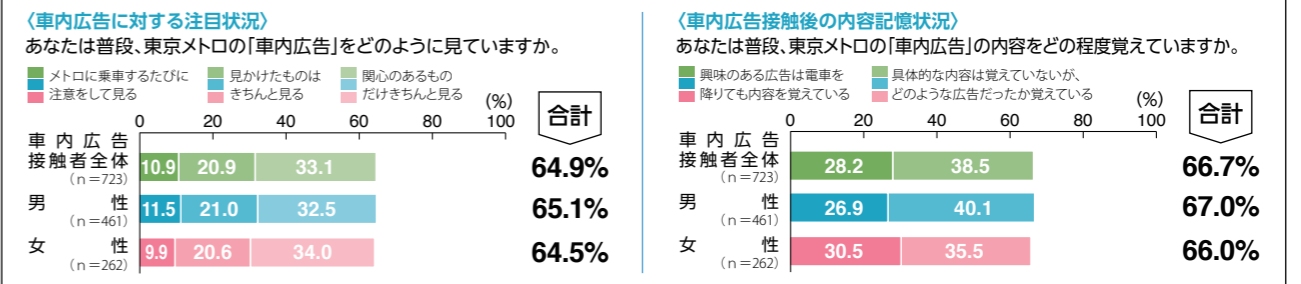 〈車内広告に対する注目状況〉
あなたは普段、東京メトロの「車内広告」をどのように見ていますか。
メトロに乗車するたびに
注意をして見る
見かけたものは
きちんと見る
関心のあるもの
だけきちんと見る
(%)
0 20 40 60 80 100
合計
車内広告
接触者全体
(n=723)
10.9 20.9 33.1 64.9%
男性
(n=461)
11.5 21.0 32.5 65.1%
女性
(n=262)
9.9 20.6 34.0 64.5%
〈車内広告接触後の内容記憶状況〉
あなたは普段、東京メトロの「車内広告」の内容をどの程度覚えていますか。
興味のある広告は電車を
降りても内容を覚えている
具体的な内容は覚えていないが、
どのような広告だったか覚えている
(%)
0 20 40 60 80 100
合計
車内広告
接触者全体
(n=723)
28.2 38.5 66.7%
男性
(n=461)
26.9 40.1 67.0%
女性
(n=262)
30.5 35.5 66.0%